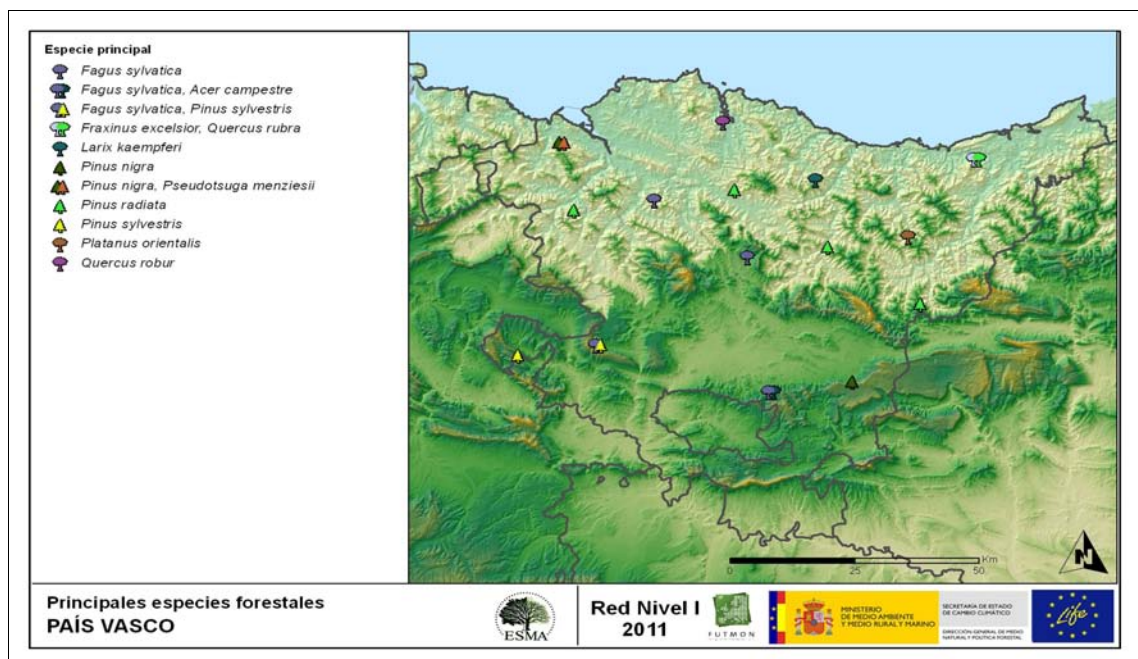 Especie principal
Fagus sylvatica
Fagus sylvatica, Acer campestre
Fagus sylvatica, Pinus sylvestris
Fraxinus excelsior, Quercus rubra
Larix kaempferi
Pinus nigra
Pinus nigra, Pseudotsuga menziesii
Pinus radiata
Pinus sylvestris
Platanus orientalis
Quercus robur
N
Km
0 25 50
Principales especies forestales
PAÍS VASCO
ESMA
Red Nivel I
2011
FUTMON
MINISTERIO
DE MEDIO AMBIENTE
Y MEDIO RURAL Y MARINO
SECRETARÍA DE ESTADO
DE CAMBIO CLIMÁTICO
DIRECCIÓN GENERAL DE MEDIO
NATURAL Y POLÍTICA FORESTAL
Life